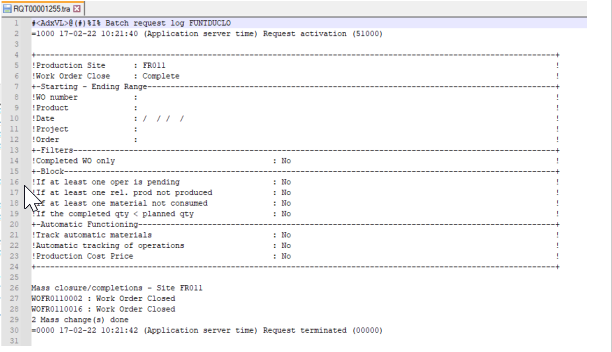 RQT00001255.tra
1 #<AdxVL>@(#)%I% Batch request log FUNTDUCLO
2 =1000 17-02-22 10:21:40 (Application server time) Request activation (51000)
3
4 +------------------------------------------------------------------------------+
5 !Production Site : FR011 !
6 !Work Order Close : Complete !
7 +-Starting - Ending Range------------------------------------------------------+
8 !WO number : !
9 !Product : !
10 !Date : / / / / !
11 !Project : !
12 !Order : !
13 +-Filters----------------------------------------------------------------------+
14 !Completed WO only : No !
15 +-Block------------------------------------------------------------------------+
16 !If at least one oper is pending : No !
17 !If at least one rel. prod not produced : No !
18 f at least one material not consumed : No !
19 !If the completed qty < planned qty : No !
20 +-Automatic Functioning--------------------------------------------------------+
21 !Track automatic materials : No !
22 !Automatic tracking of operations : No !
23 !Production Cost Price : No !
24 +------------------------------------------------------------------------------+
25
26 Mass closure/completions - Site FR011
27 WOFR0110002 : Work Order Closed
28 WOFR0110016 : Work Order Closed
29 2 Mass change(s) done
30 =0000 17-02-22 10:21:42 (Application server time) Request terminated (00000)
31